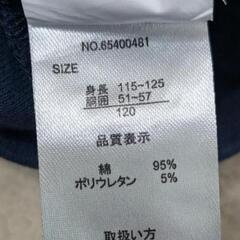 NO.65400481
SIZE
身長 115~125
胴囲 51~57
120
品質表示
綿 95%
ポリウレタン 5%
取扱い方